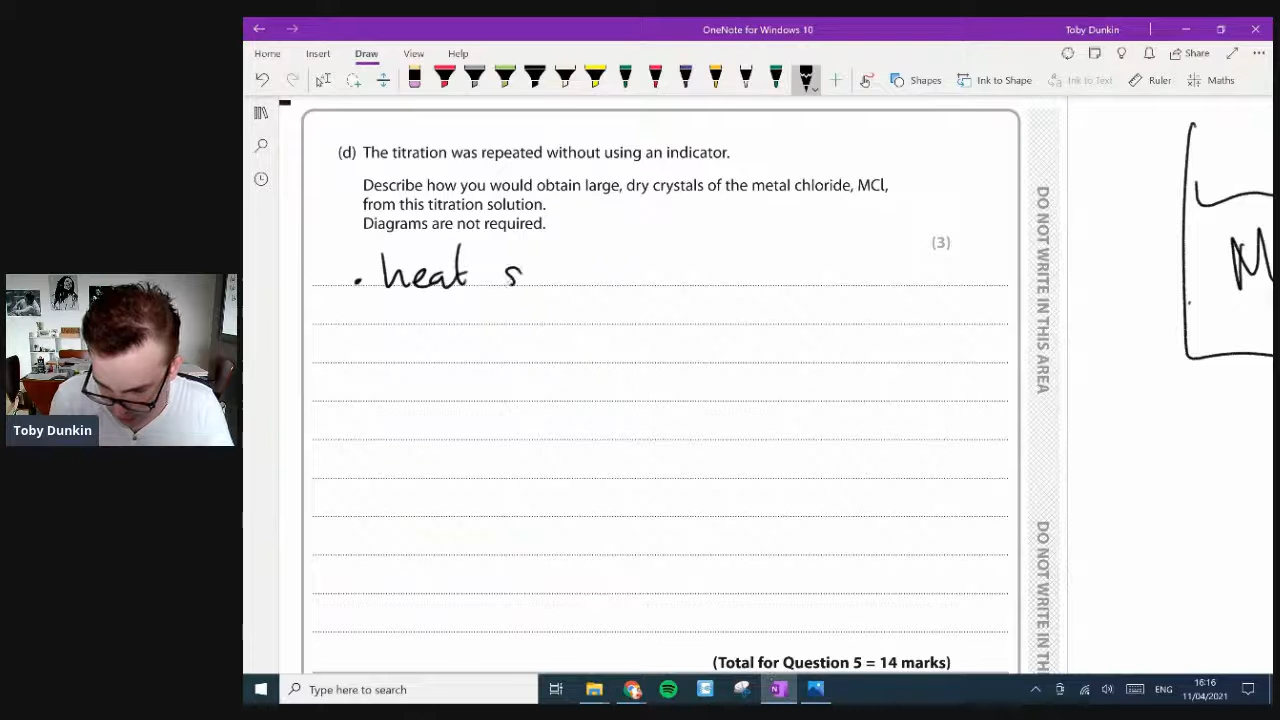 OneNote for Windows 10
Toby Dunkin
Home Insert Draw View Help
Share
Shapes Ink to Shape Ink to Text Ruler Maths
(d) The titration was repeated without using an indicator.
Describe how you would obtain large, dry crystals of the metal chloride, MCl,
from this titration solution.
Diagrams are not required.
(3)
• heat s
M
DO NOT WRITE IN THIS AREA
DO NOT WRITE IN TH
Toby Dunkin
(Total for Question 5 = 14 marks)
Type here to search
ENG
16:16
11/04/2021